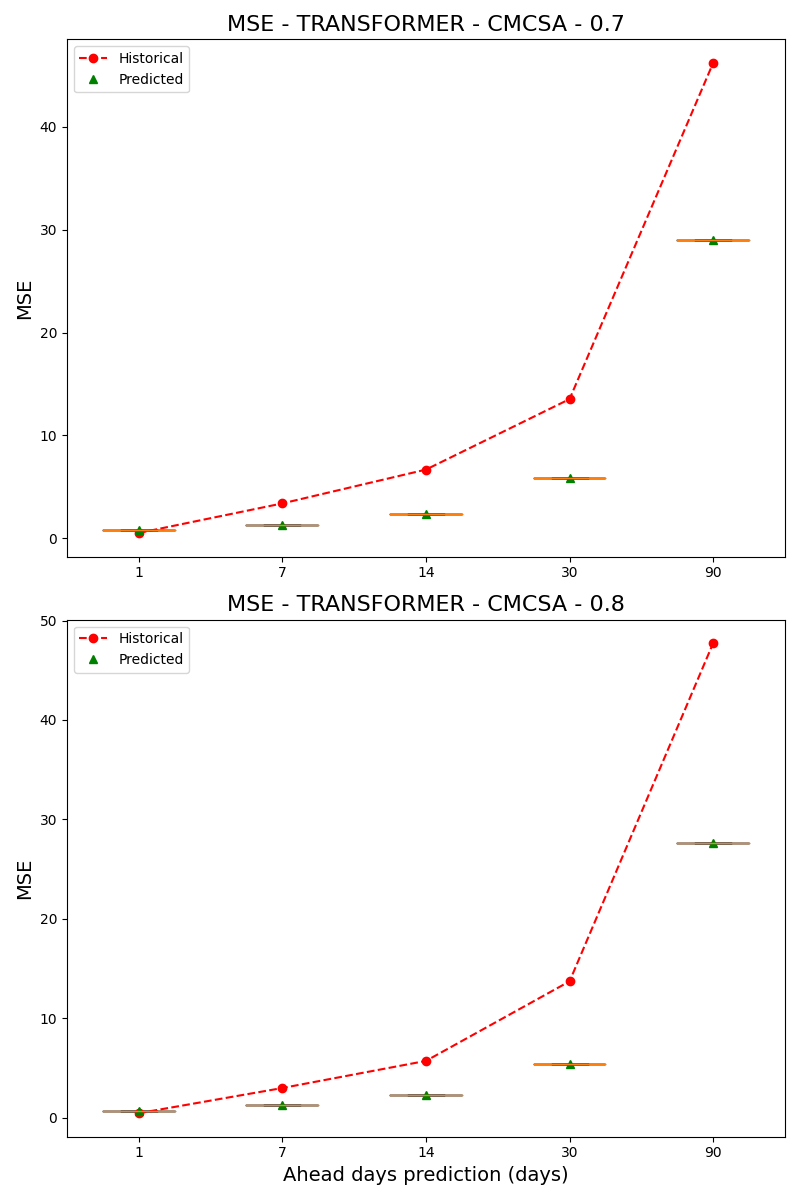 MSE - TRANSFORMER - CMCSA - 0.7
Historical
Predicted
MSE
40
30
20
10
0
1 7 14 30 90
MSE - TRANSFORMER - CMCSA - 0.8
Historical
Predicted
MSE
50
40
30
20
10
0
1 7 14 30 90
Ahead days prediction (days)